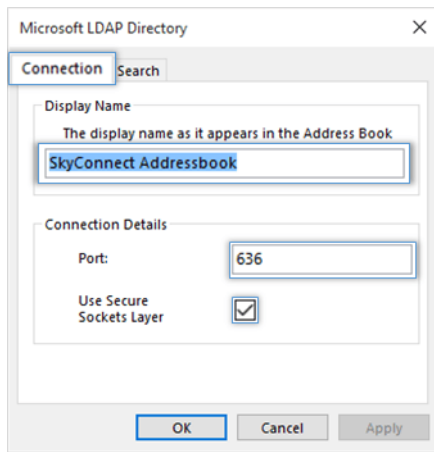 Microsoft LDAP Directory
Connection Search
Display Name
The display name as it appears in the Address Book
SkyConnect Addressbook
Connection Details
Port: 636
Use Secure
Sockets Layer
OK Cancel Apply